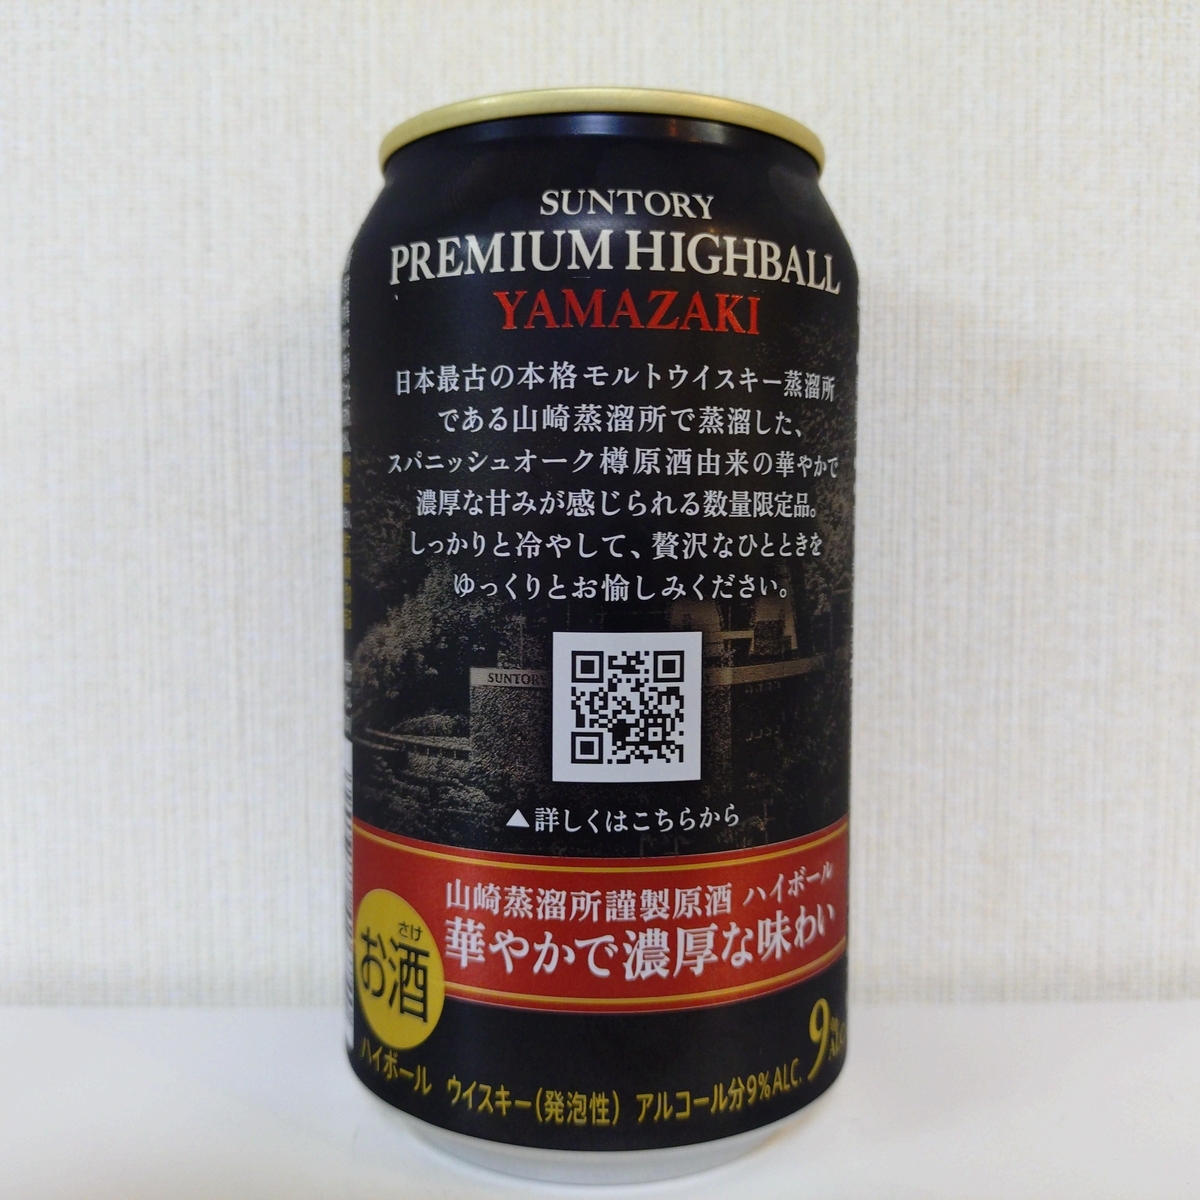 SUNTORY
PREMIUM HIGHBALL
YAMAZAKI
日本最古の本格モルトウイスキー蒸溜所
である山崎蒸溜所で蒸溜した、
スパニッシュオーク樽原酒由来の華やかで
濃厚な甘みが感じられる数量限定品。
しっかりと冷やして、贅沢なひとときを
ゆっくりとお愉しみください。
SUNTORY
▲詳しくはこちらから
山崎蒸溜所謹製原酒 ハイボール
華やかで濃厚な味わい
さけ
お酒
9%
ハイボール ウイスキー(発泡性) アルコール分9%ALC.